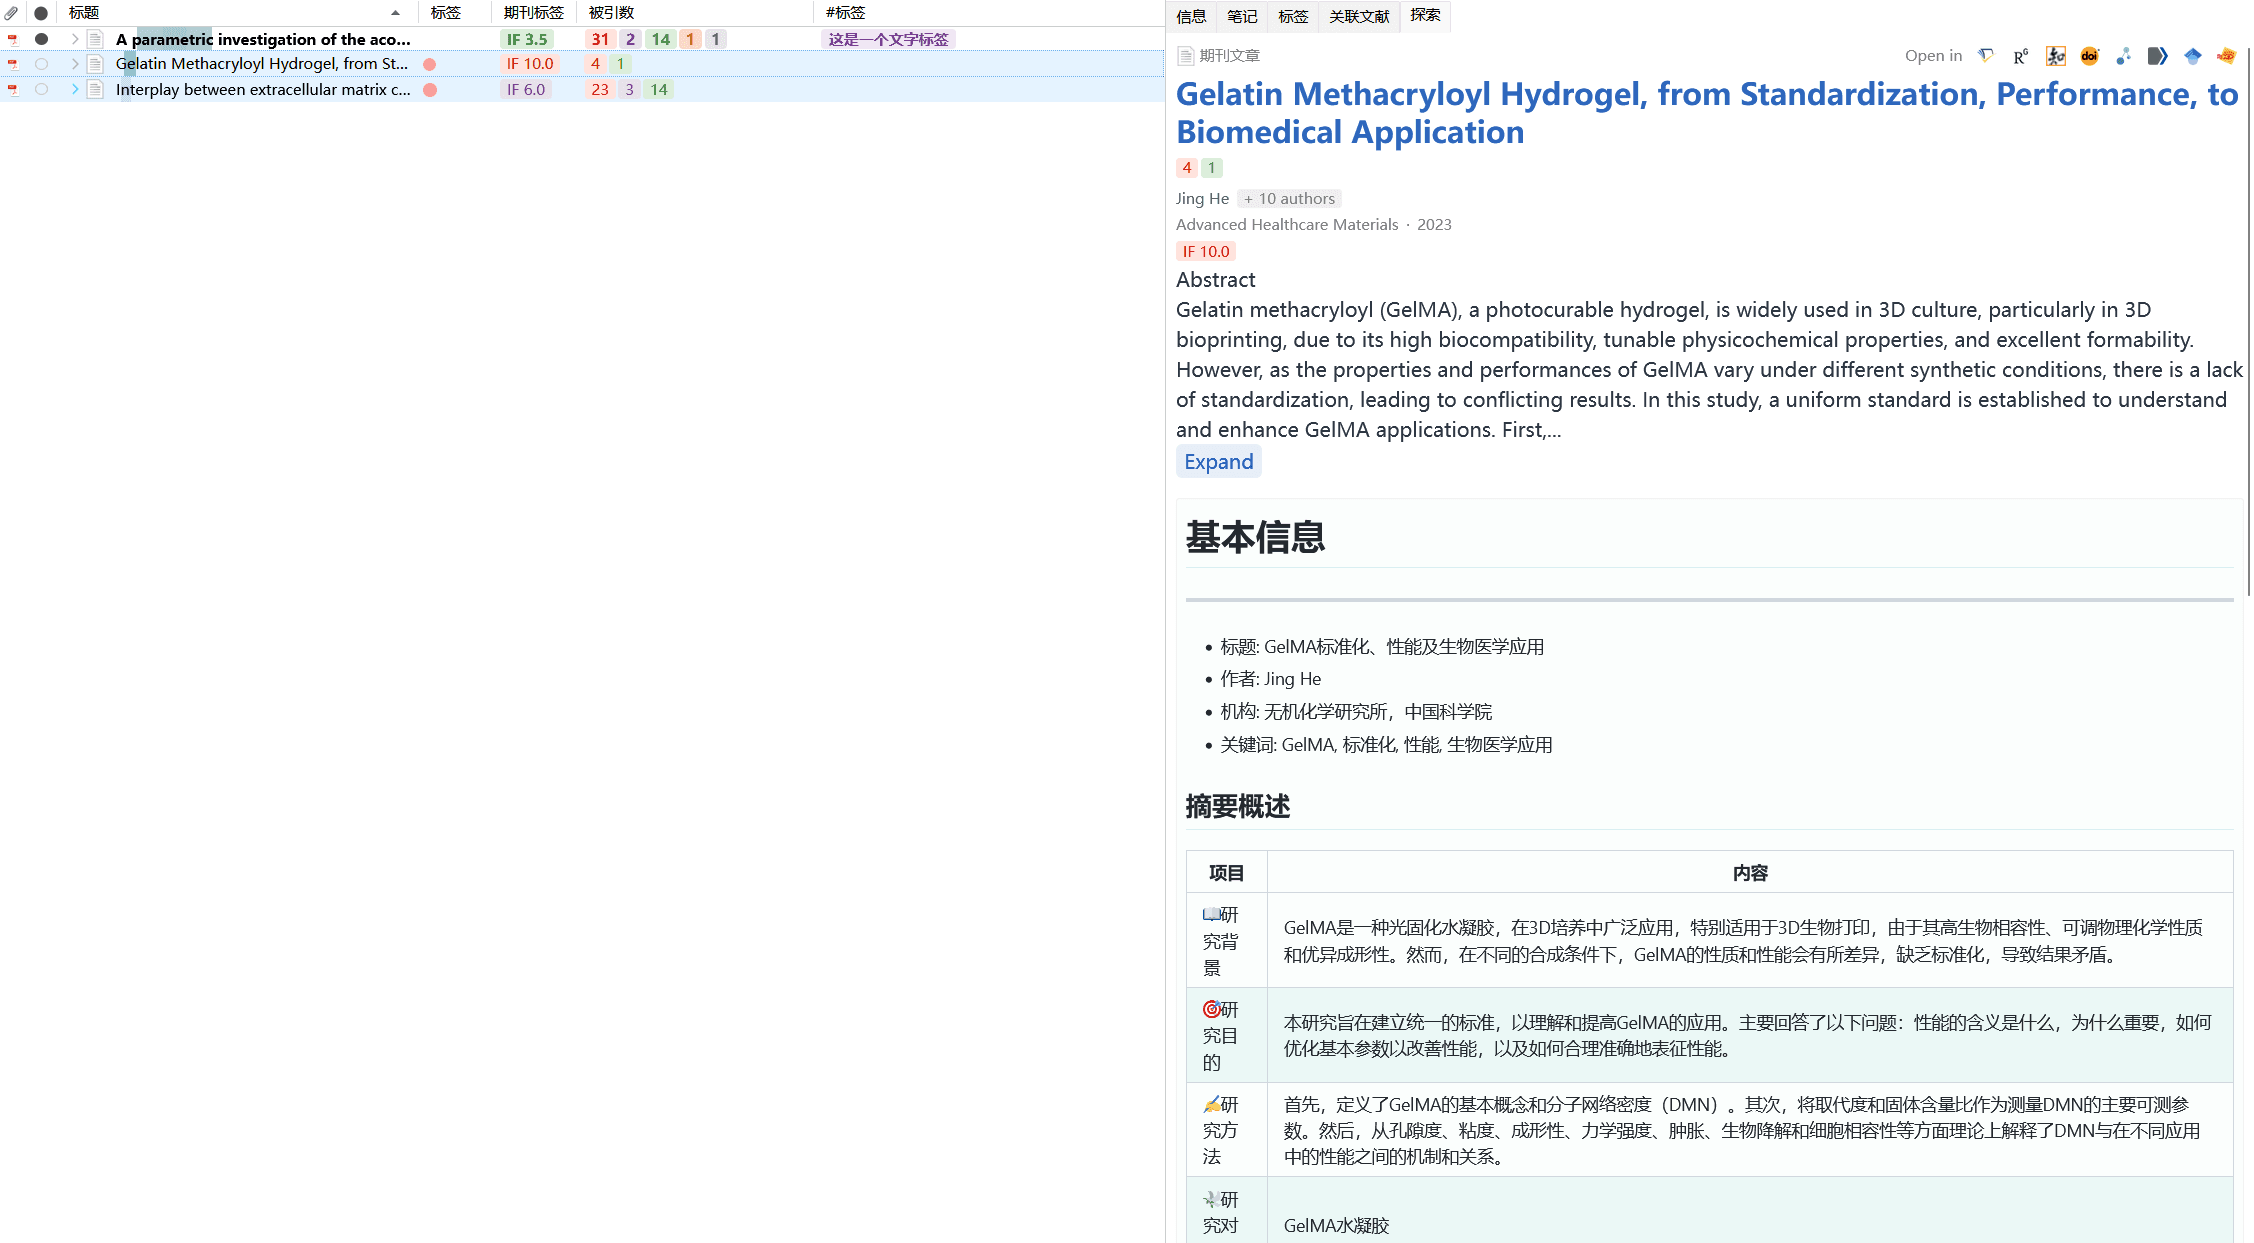 标题 标签 期刊标签 被引数 #标签
A parametric investigation of the aco... IF 3.5 31 2 14 1 1 这是一个文字标签
Gelatin Methacryloyl Hydrogel, from St... IF 10.0 4 1
Interplay between extracellular matrix c... IF 6.0 23 3 14
信息 笔记 标签 关联文献 探索
期刊文章 Open in RG 知 doi
Gelatin Methacryloyl Hydrogel, from Standardization, Performance, to
Biomedical Application
4 1
Jing He + 10 authors
Advanced Healthcare Materials · 2023
IF 10.0
Abstract
Gelatin methacryloyl (GelMA), a photocurable hydrogel, is widely used in 3D culture, particularly in 3D
bioprinting, due to its high biocompatibility, tunable physicochemical properties, and excellent formability.
However, as the properties and performances of GelMA vary under different synthetic conditions, there is a lack
of standardization, leading to conflicting results. In this study, a uniform standard is established to understand
and enhance GelMA applications. First,...
Expand
基本信息
• 标题: GelMA标准化、性能及生物医学应用
• 作者: Jing He
• 机构: 无机化学研究所，中国科学院
• 关键词: GelMA, 标准化, 性能, 生物医学应用
摘要概述
项目 内容
📖研
究背
景
GelMA是一种光固化水凝胶，在3D培养中广泛应用，特别适用于3D生物打印，由于其高生物相容性、可调物理化学性质
和优异成形性。然而，在不同的合成条件下，GelMA的性质和性能会有所差异，缺乏标准化，导致结果矛盾。
🎯研
究目
的
本研究旨在建立统一的标准，以理解和提高GelMA的应用。主要回答了以下问题：性能的含义是什么，为什么重要，如何
优化基本参数以改善性能，以及如何合理准确地表征性能。
✍️研
究方
法
首先，定义了GelMA的基本概念和分子网络密度（DMN）。其次，将取代度和固体含量比作为测量DMN的主要可测参
数。然后，从孔隙度、粘度、成形性、力学强度、肿胀、生物降解和细胞相容性等方面理论上解释了DMN与在不同应用
中的性能之间的机制和关系。
🕊️研
究对
GelMA水凝胶